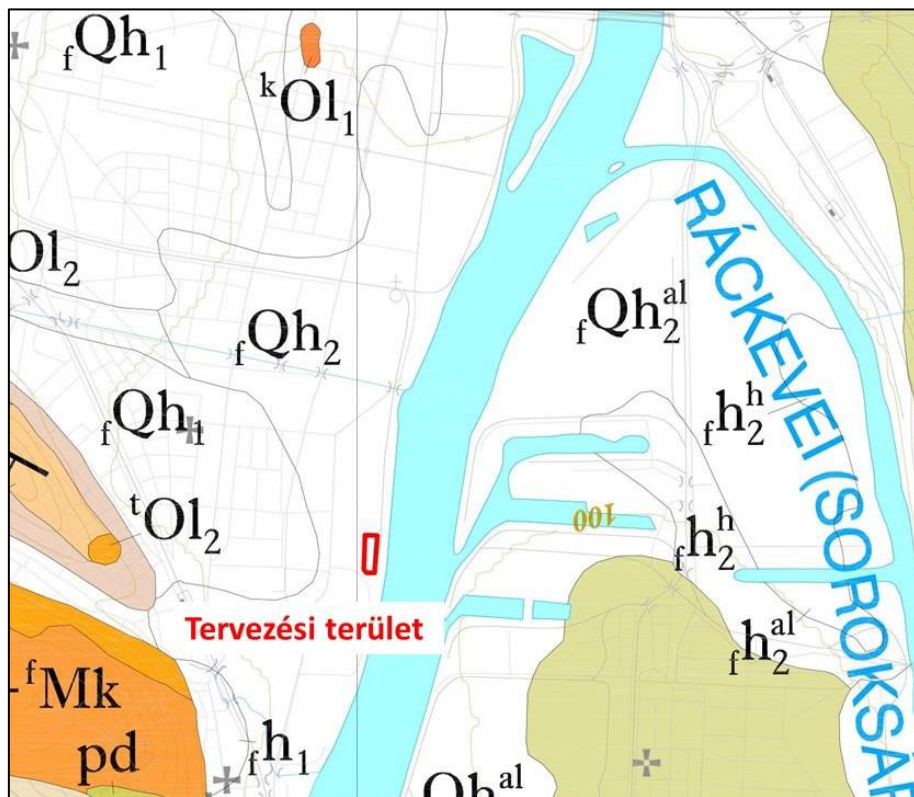 fQh1
kOl1
RÁCKEVEI (SOROKSÁR
Ol2
fQh2
fQh2al
fQh1
fh2h
tOl2
100
fh2h
Tervezési terület
fh2al
-fMk
pd
fh1
Qhal